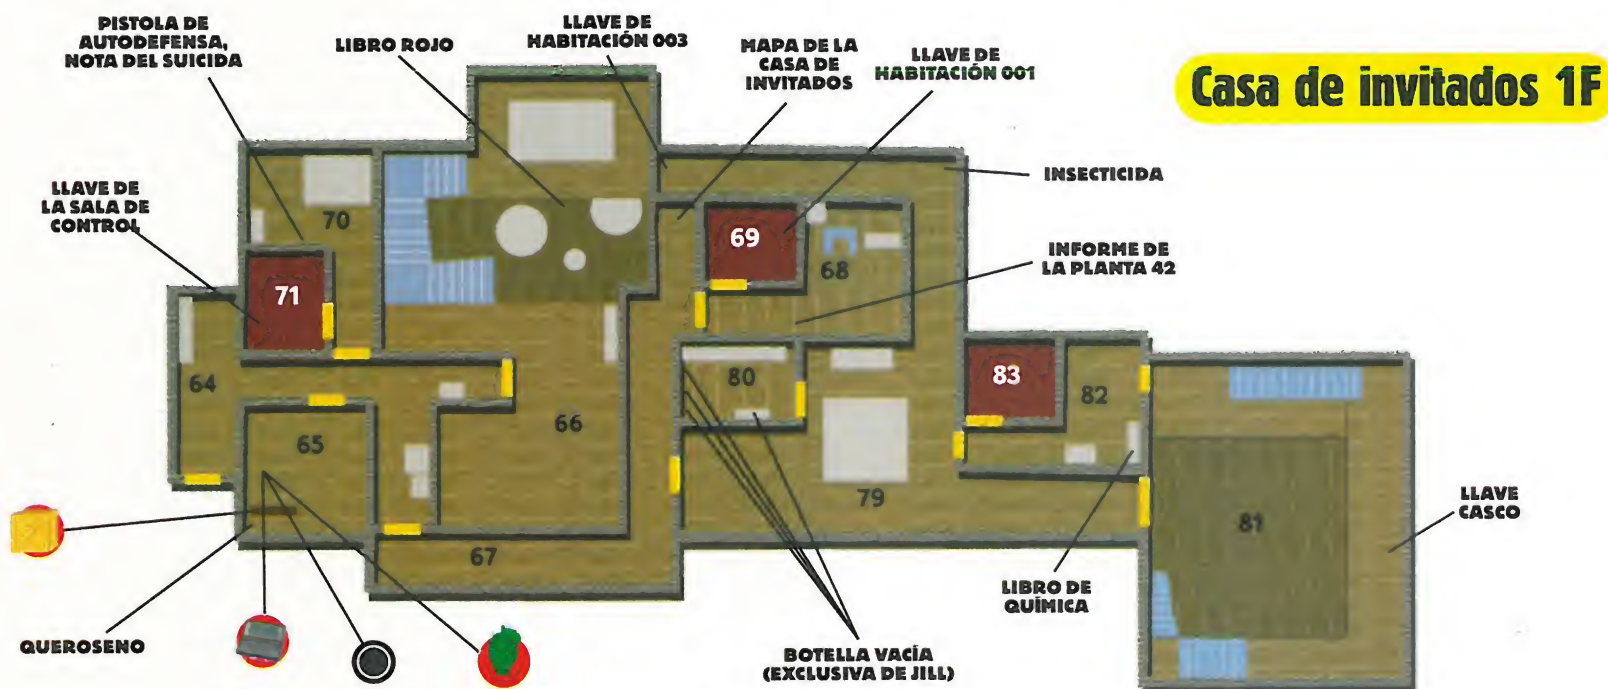 PISTOLA DE
AUTODEFENSA,
NOTA DEL SUICIDA
LIBRO ROJO
LLAVE DE
HABITACIÓN 003
MAPA DE LA
CASA DE
INVITADOS
LLAVE DE
HABITACIÓN 001
Casa de invitados 1F
LLAVE DE
LA SALA DE
CONTROL
INSECTICIDA
INFORME DE
LA PLANTA 42
70
69
68
71
64
65
66
80
83
82
79
67
81
LLAVE
CASCO
QUEROSENO
BOTELLA VACÍA
(EXCLUSIVA DE JILL)
LIBRO DE
QUÍMICA